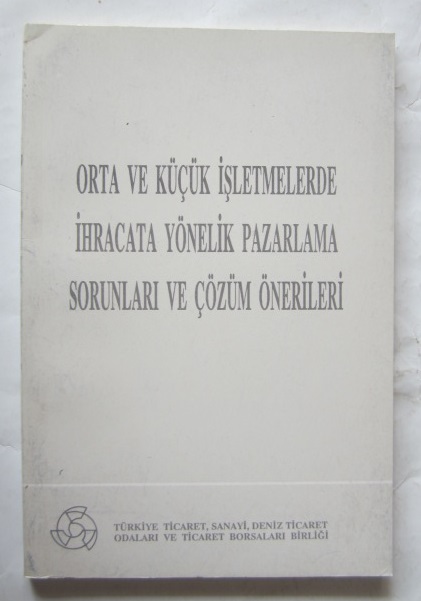 ORTA VE KÜÇÜK İŞLETMELERDE
İHRACATA YÖNELİK PAZARLAMA
SORUNLARI VE ÇÖZÜM ÖNERİLERİ
TÜRKİYE TİCARET, SANAYİ, DENİZ TİCARET
ODALARI VE TİCARET BORSALARI BİRLİĞİ